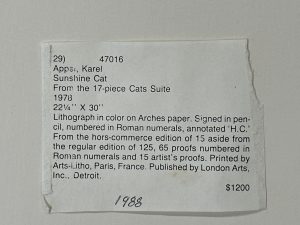 29) 47016
Appel, Karel
Sunshine Cat
From the 17-piece Cats Suite
1978
22¼" X 30"
Lithograph in color on Arches paper. Signed in pen-
cil, numbered in Roman numerals, annotated 'H.C.'
From the hors-commerce edition of 15 aside from
the regular edition of 125, 65 proofs numbered in
Roman numerals and 15 artist's proofs. Printed by
Arts-Litho, Paris, France. Published by London Arts,
Inc., Detroit.
$1200
1988